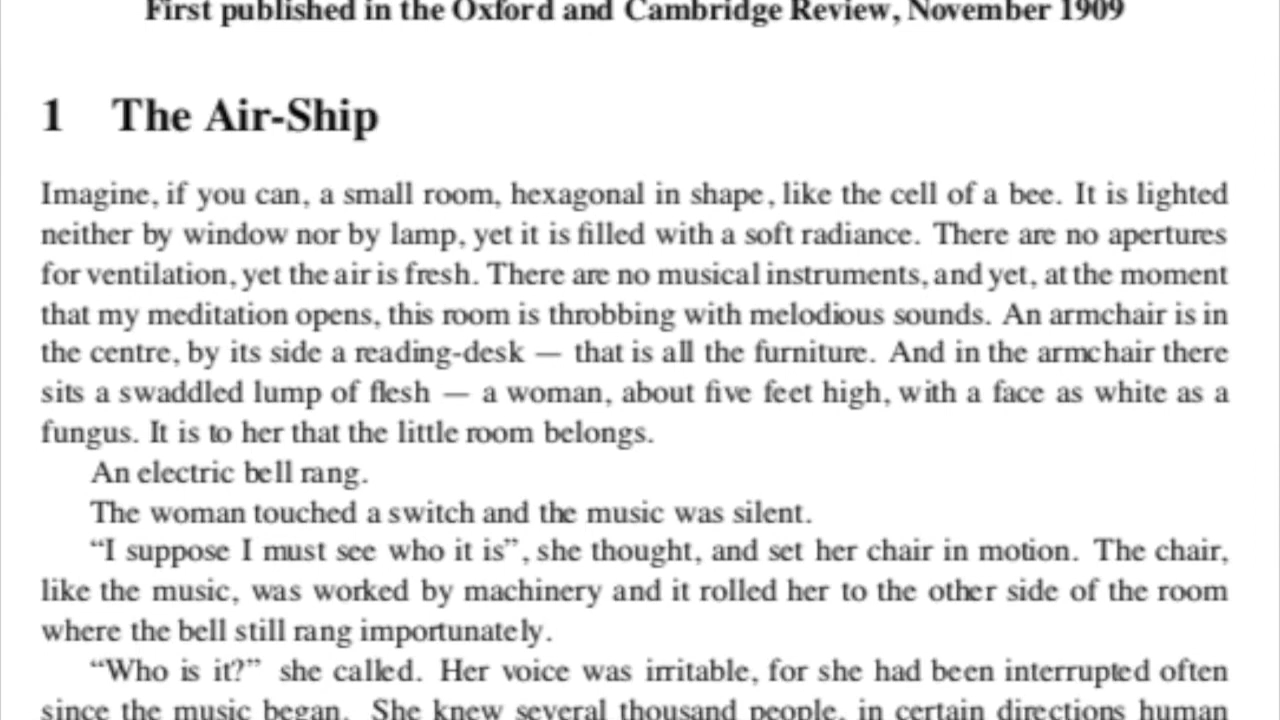 First published in the Oxford and Cambridge Review, November 1909
1 The Air-Ship
Imagine, if you can, a small room, hexagonal in shape, like the cell of a bee. It is lighted
neither by window nor by lamp, yet it is filled with a soft radiance. There are no apertures
for ventilation, yet the air is fresh. There are no musical instruments, and yet, at the moment
that my meditation opens, this room is throbbing with melodious sounds. An armchair is in
the centre, by its side a reading-desk — that is all the furniture. And in the armchair there
sits a swaddled lump of flesh — a woman, about five feet high, with a face as white as a
fungus. It is to her that the little room belongs.
An electric bell rang.
The woman touched a switch and the music was silent.
“I suppose I must see who it is”, she thought, and set her chair in motion. The chair,
like the music, was worked by machinery and it rolled her to the other side of the room
where the bell still rang importunately.
“Who is it?” she called. Her voice was irritable, for she had been interrupted often
since the music began. She knew several thousand people, in certain directions human